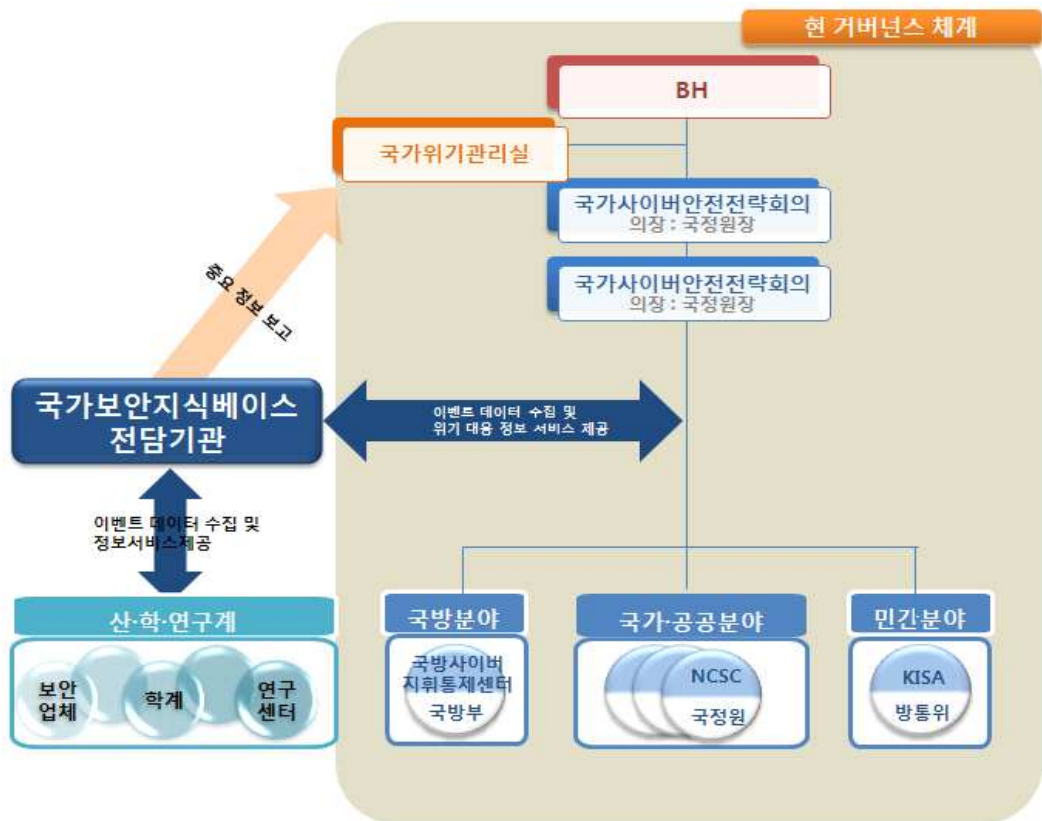 현 거버넌스 체계
BH
국가위기관리실
국가사이버안전전략회의
의장 : 국정원장
국가사이버안전전략회의
의장 : 국정원장
중요 정보 보고
국가보안지식베이스
전담기관
이벤트 데이터 수집 및
위기 대응 정보 서비스 제공
이벤트 데이터 수집 및
정보서비스제공
산·학·연구계
보안
업체
학계
연구
센터
국방분야
국방사이버
지휘통제센터
국방부
국가·공공분야
NCSC
국정원
민간분야
KISA
방통위